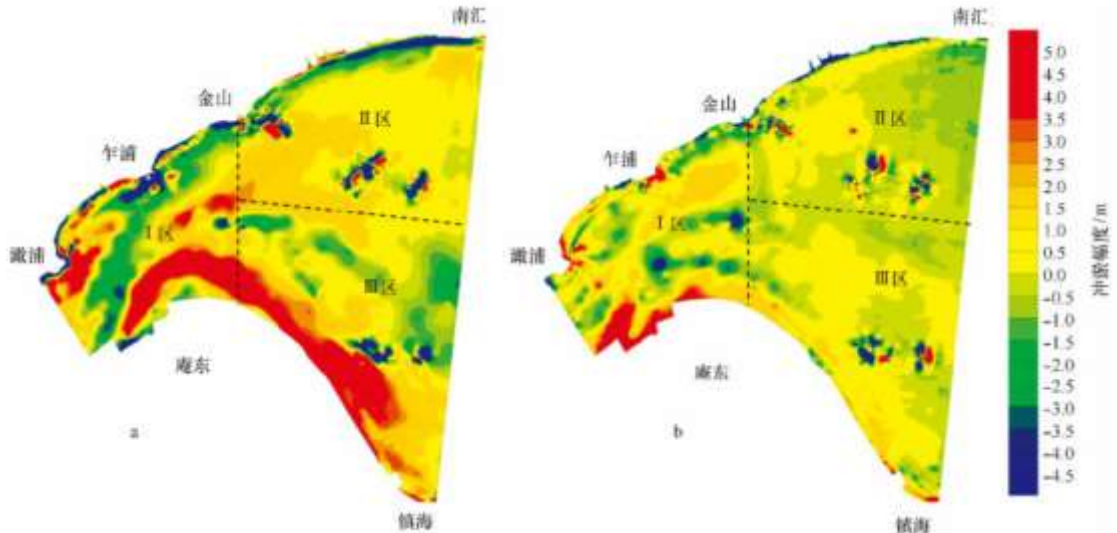 南汇
金山
II区
乍浦
I区
澉浦
III区
庵东
a
镇海
南汇
金山
II区
乍浦
I区
澉浦
III区
庵东
b
镇海
5.0
4.5
4.0
3.5
3.0
2.5
2.0
1.5
1.0
0.5
0.0
-0.5
-1.0
-1.5
-2.0
-2.5
-3.0
-3.5
-4.0
-4.5
冲淤幅度/m